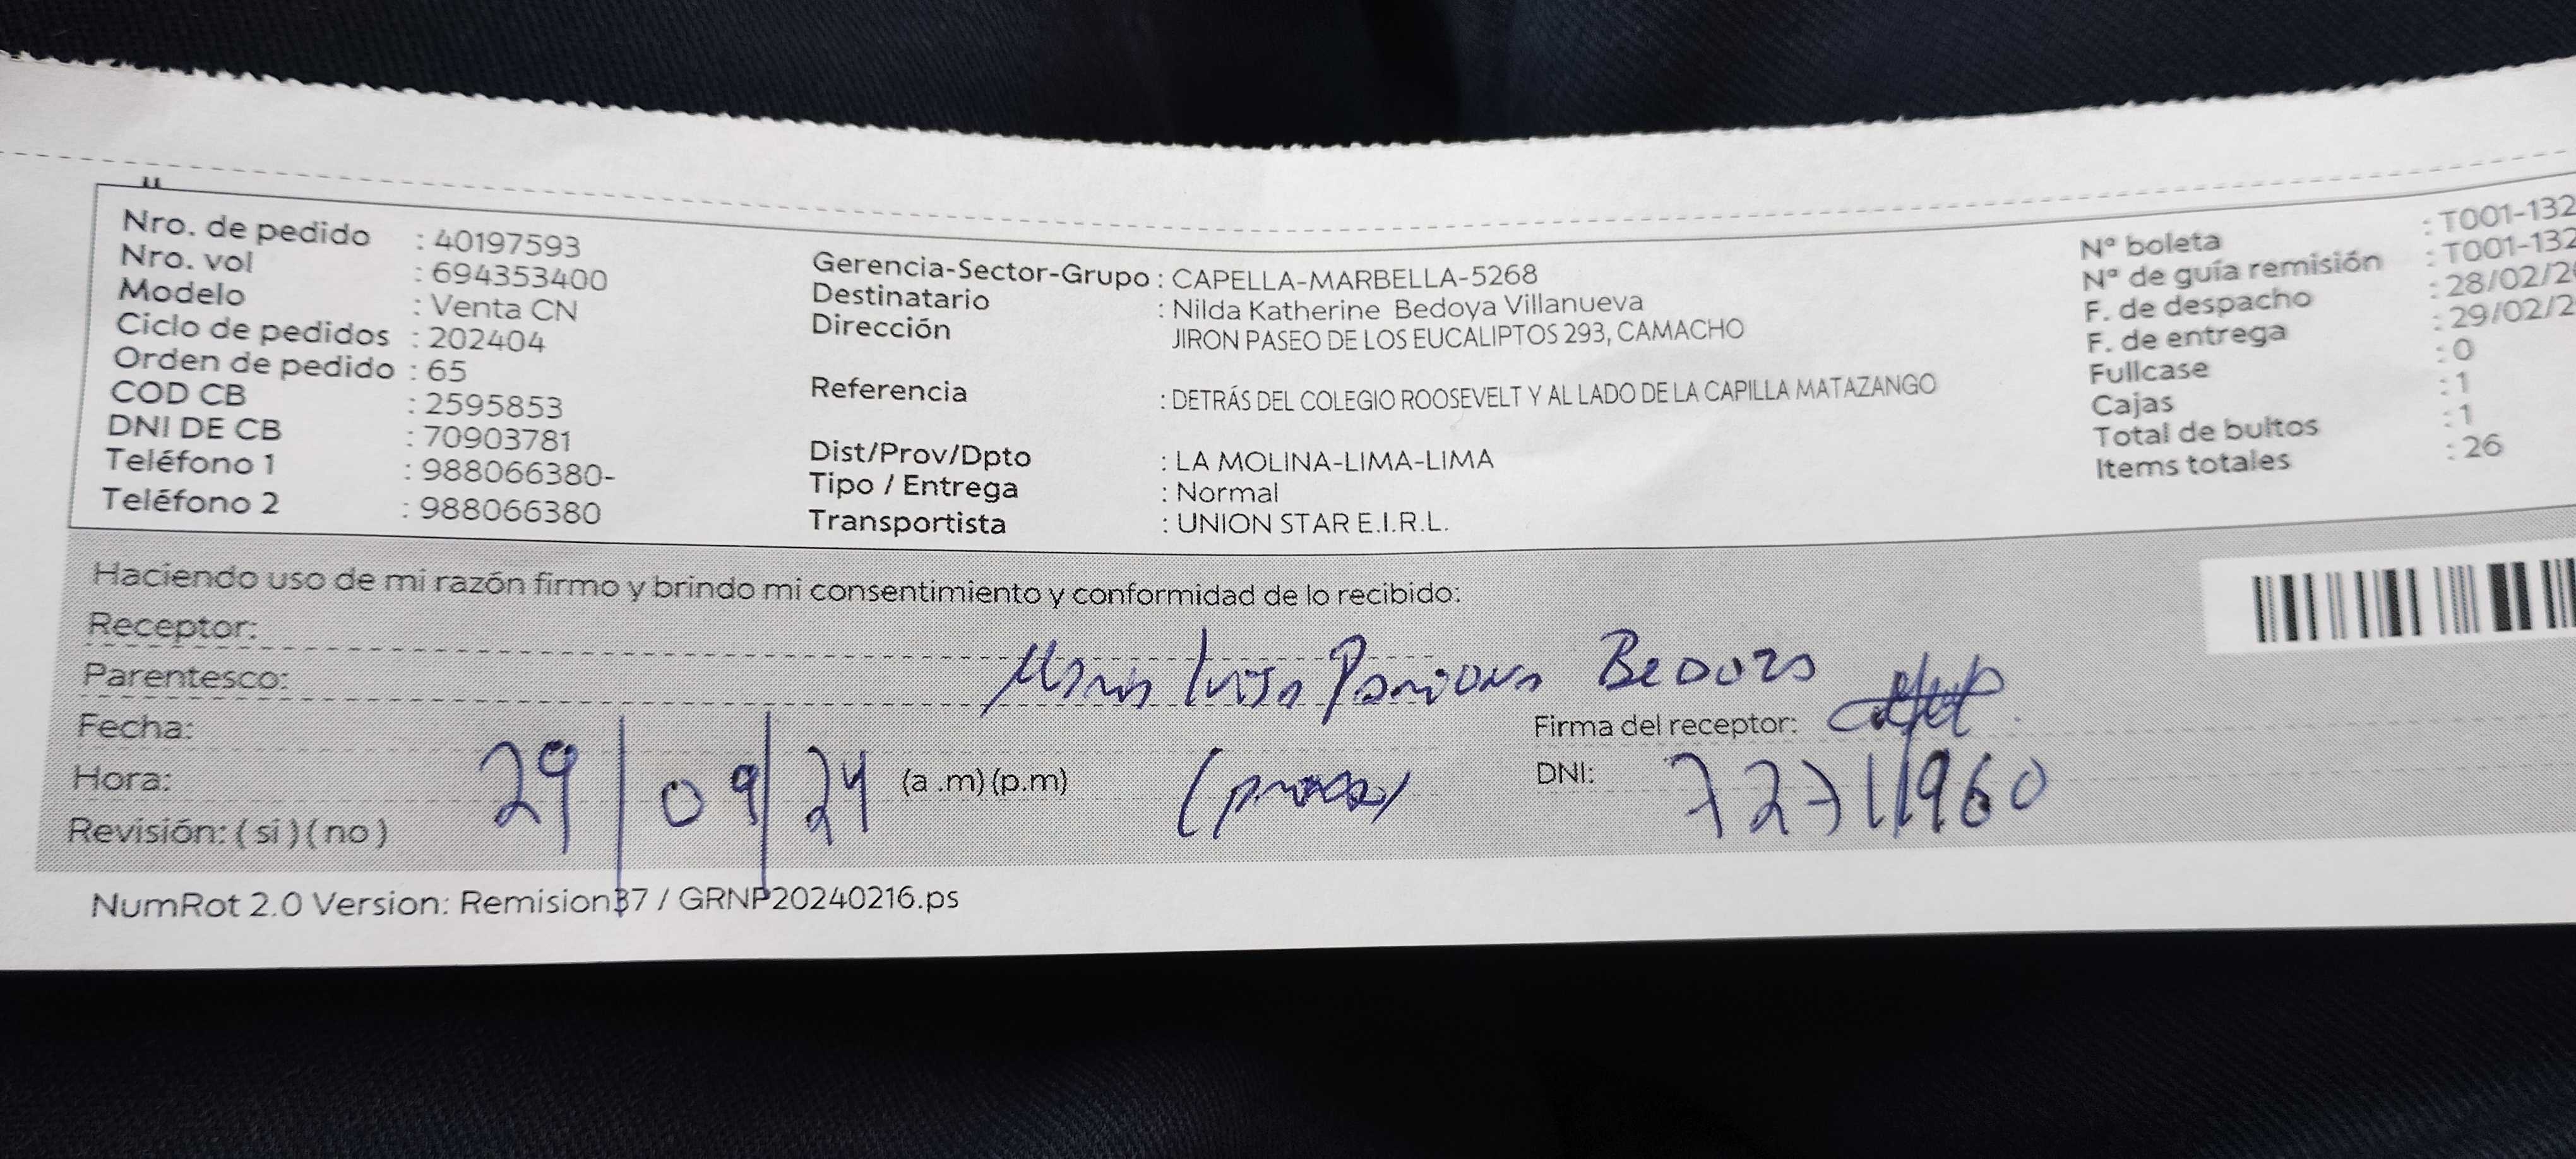 Nro. de pedido : 40197593
Nro. vol : 694353400
Modelo : Venta CN
Ciclo de pedidos : 202404
Orden de pedido : 65
COD CB : 2595853
DNI DE CB : 70903781
Teléfono 1 : 988066380-
Teléfono 2 : 988066380
Gerencia-Sector-Grupo : CAPELLA-MARBELLA-5268
Destinatario : Nilda Katherine Bedoya Villanueva
Dirección JIRON PASEO DE LOS EUCALIPTOS 293, CAMACHO
Referencia : DETRÁS DEL COLEGIO ROOSEVELT Y AL LADO DE LA CAPILLA MATAZANGO
Dist/Prov/Dpto : LA MOLINA-LIMA-LIMA
Tipo / Entrega : Normal
Transportista : UNION STAR E.I.R.L.
Nº boleta : T001-132
Nº de guía remisión : T001-132
F. de despacho : 28/02/2
F. de entrega : 29/02/2
Fullcase : 0
Cajas : 1
Total de bultos : 1
Items totales : 26
Haciendo uso de mi razón firmo y brindo mi consentimiento y conformidad de lo recibido:
Receptor:
Parentesco: Luisa Bedoya
Fecha: Firma del receptor:
Hora: 29/09/24 (a .m)(p.m) DNI: 72711960
Revisión: ( si ) ( no )
NumRot 2.0 Version: Remision37 / GRNP20240216.ps